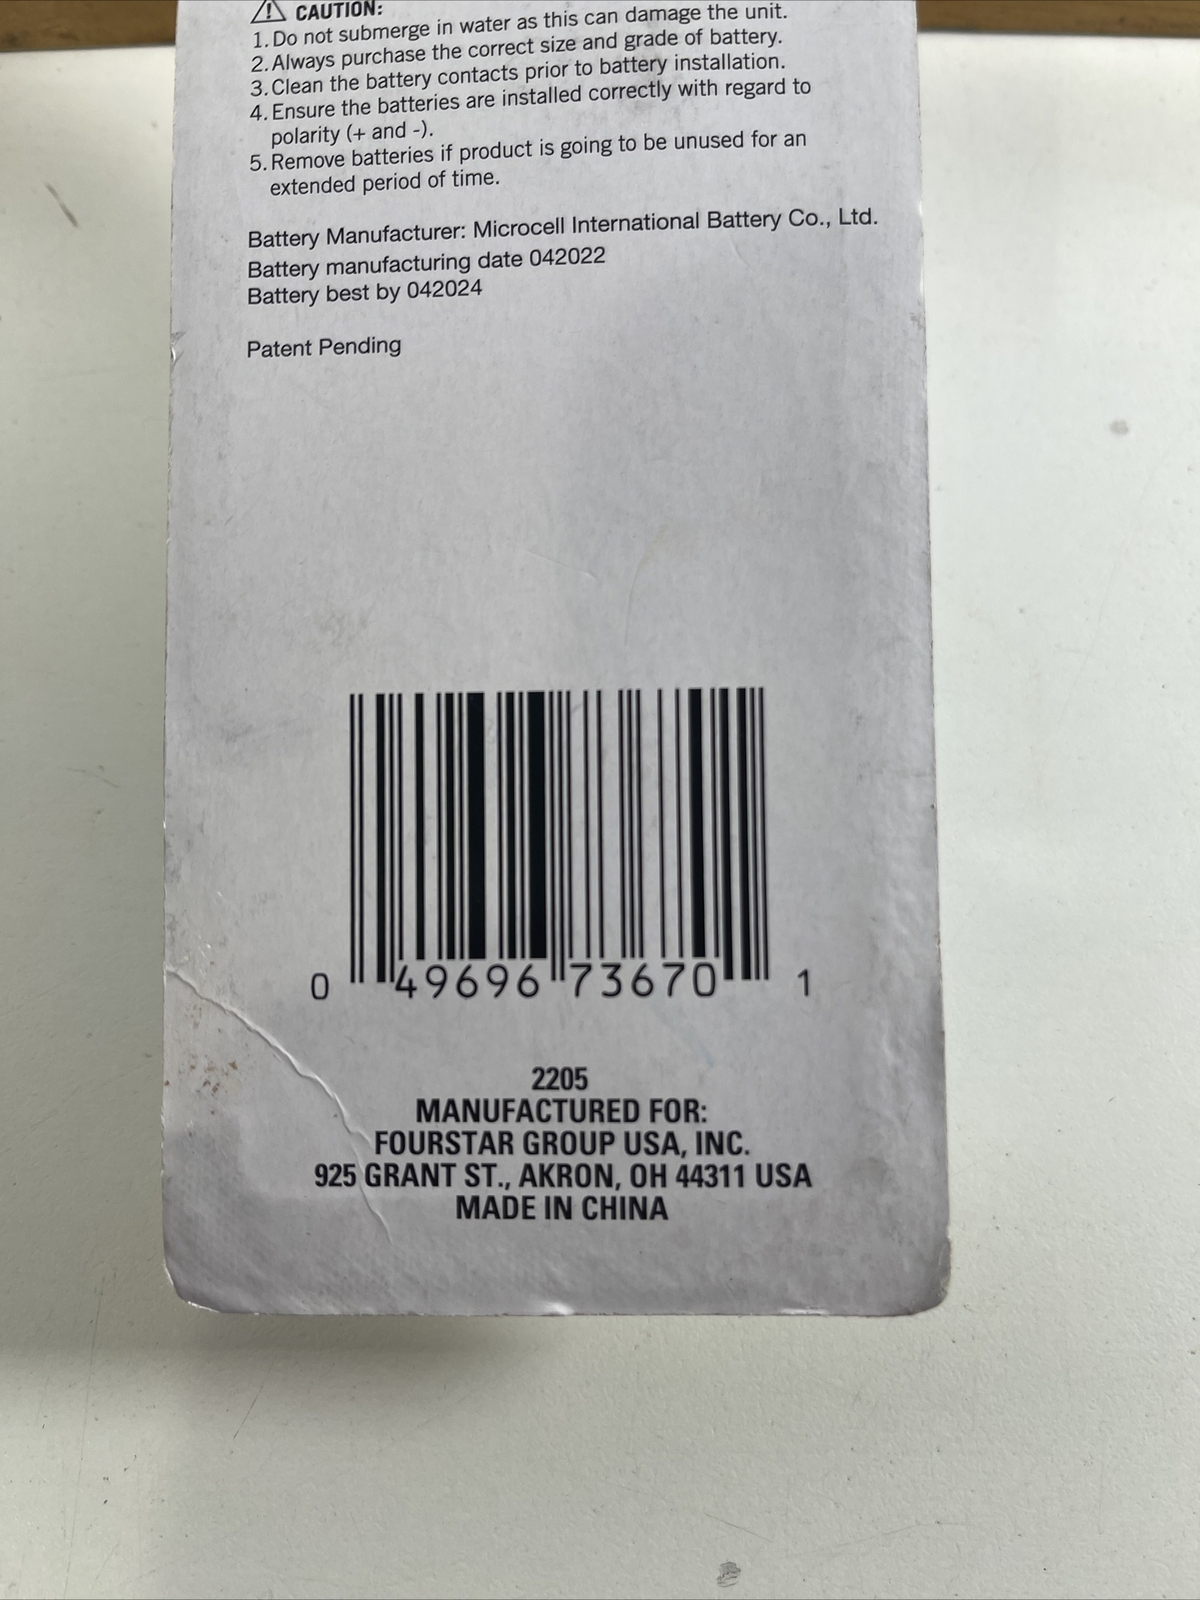 ⚠ CAUTION:
1. Do not submerge in water as this can damage the unit.
2. Always purchase the correct size and grade of battery.
3. Clean the battery contacts prior to battery installation.
4. Ensure the batteries are installed correctly with regard to
polarity (+ and -).
5. Remove batteries if product is going to be unused for an
extended period of time.
Battery Manufacturer: Microcell International Battery Co., Ltd.
Battery manufacturing date 042022
Battery best by 042024
Patent Pending
0 49696 73670 1
2205
MANUFACTURED FOR:
FOURSTAR GROUP USA, INC.
925 GRANT ST., AKRON, OH 44311 USA
MADE IN CHINA